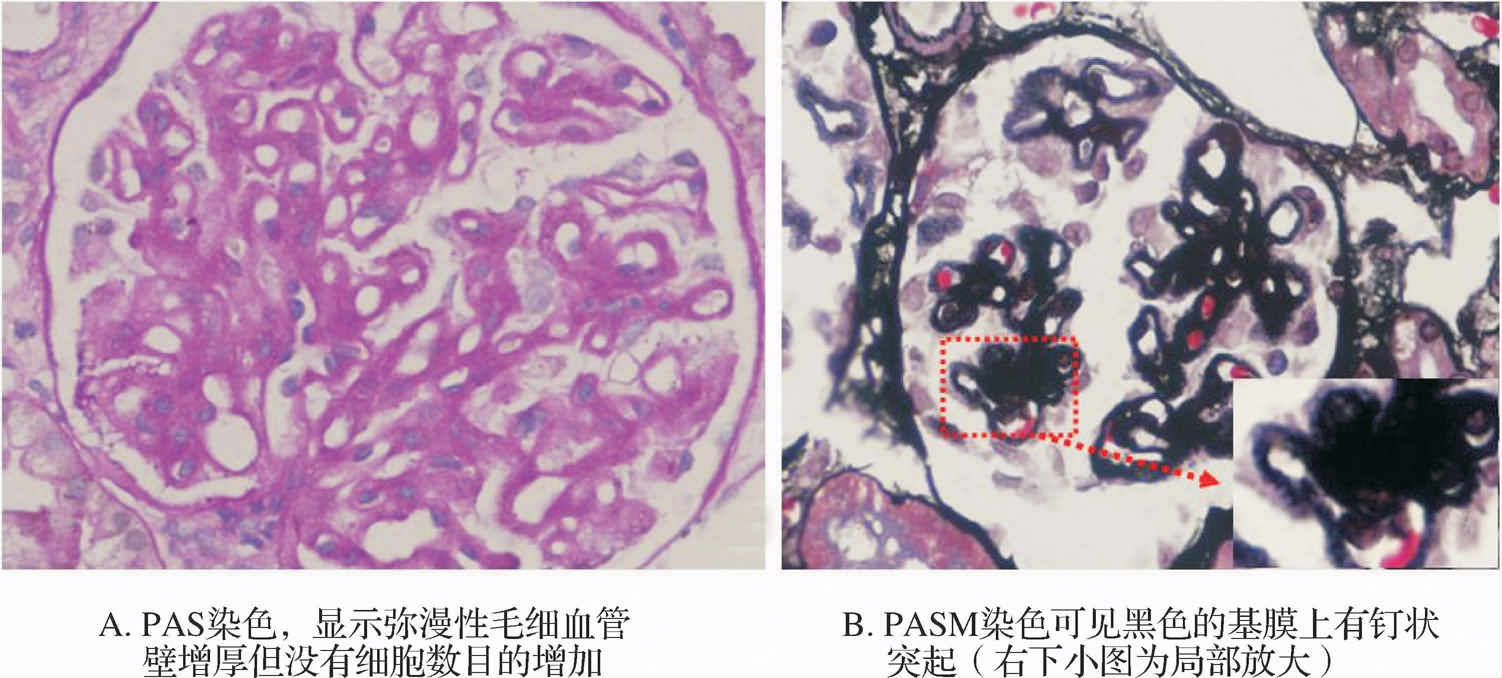 A. PAS染色，显示弥漫性毛细血管
壁增厚但没有细胞数目的增加
B. PASM染色可见黑色的基膜上有钉状
突起（右下小图为局部放大）